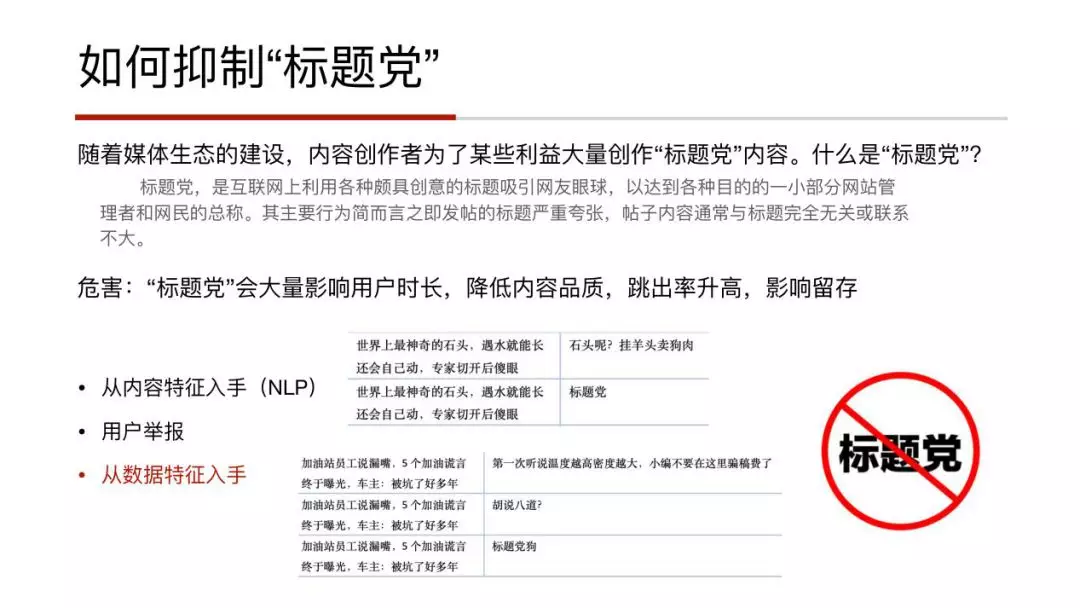 如何抑制“标题党”
随着媒体生态的建设，内容创作者为了某些利益大量创作“标题党”内容。什么是“标题党”？
标题党，是互联网上利用各种颇具创意的标题吸引网友眼球，以达到各种目的的一小部分网站管
理者和网民的总称。其主要行为简而言之即发帖的标题严重夸张，帖子内容通常与标题完全无关或联系
不大。
危害：“标题党”会大量影响用户时长，降低内容品质，跳出率升高，影响留存
• 从内容特征入手（NLP）
• 用户举报
• 从数据特征入手
世界上最神奇的石头，遇水就能长
还会自己动，专家切开后傻眼
石头呢？挂羊头卖狗肉
世界上最神奇的石头，遇水就能长
还会自己动，专家切开后傻眼
标题党
加油站员工说漏嘴，5个加油谎言
终于曝光，车主：被坑了好多年
第一次听说温度越高密度越大，小编不要在这里骗稿费了
加油站员工说漏嘴，5个加油谎言
终于曝光，车主：被坑了好多年
胡说八道？
加油站员工说漏嘴，5个加油谎言
终于曝光，车主：被坑了好多年
标题党狗
标题党